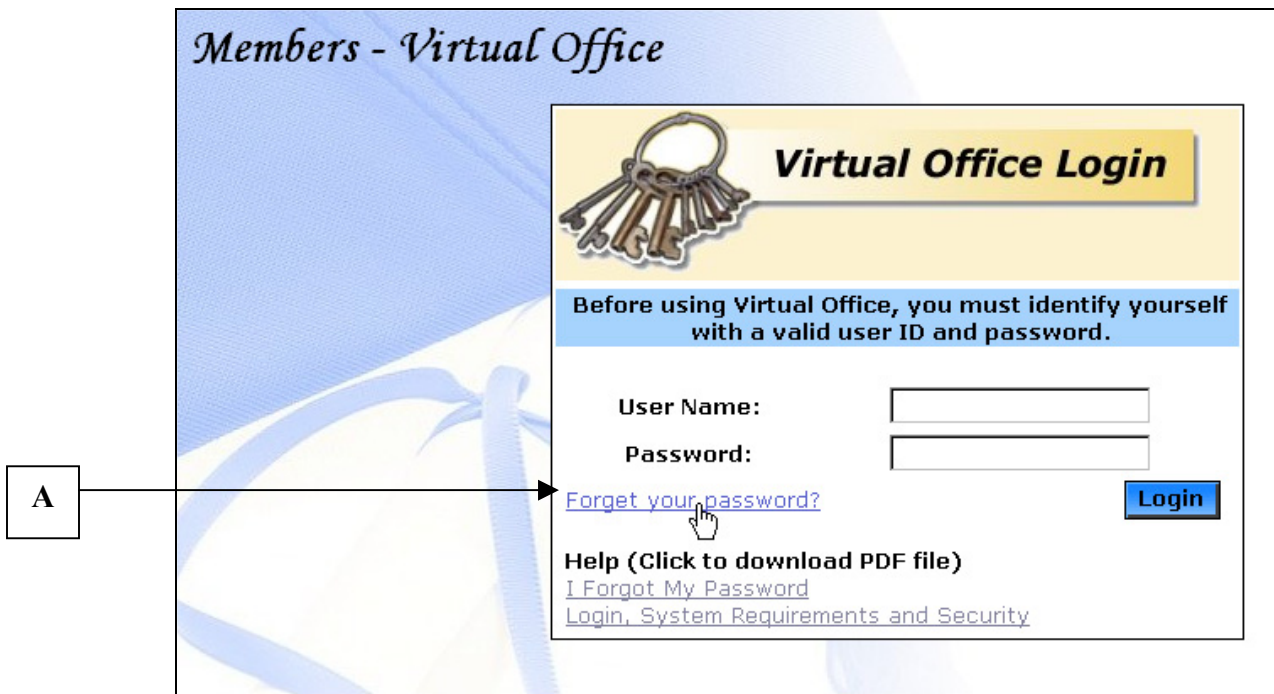 Members - Virtual Office
Virtual Office Login
Before using Virtual Office, you must identify yourself
with a valid user ID and password.
User Name:
Password:
A
Forget your password?
Login
Help (Click to download PDF file)
I Forgot My Password
Login, System Requirements and Security